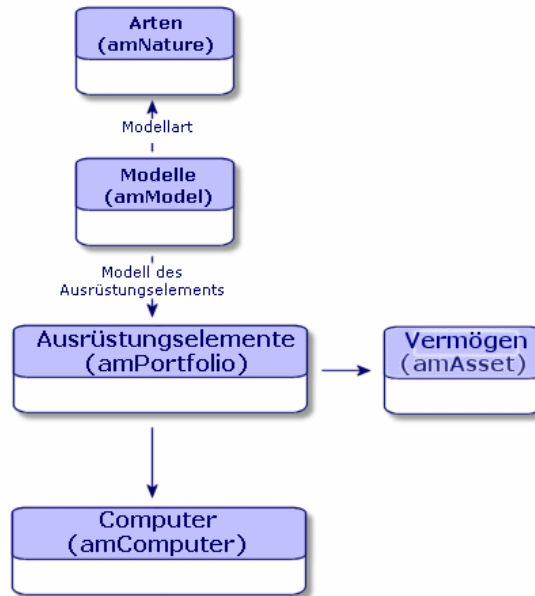 Arten
(amNature)
Modellart
Modelle
(amModel)
Modell des
Ausrüstungselements
Ausrüstungselemente
(amPortfolio)
Vermögen
(amAsset)
Computer
(amComputer)